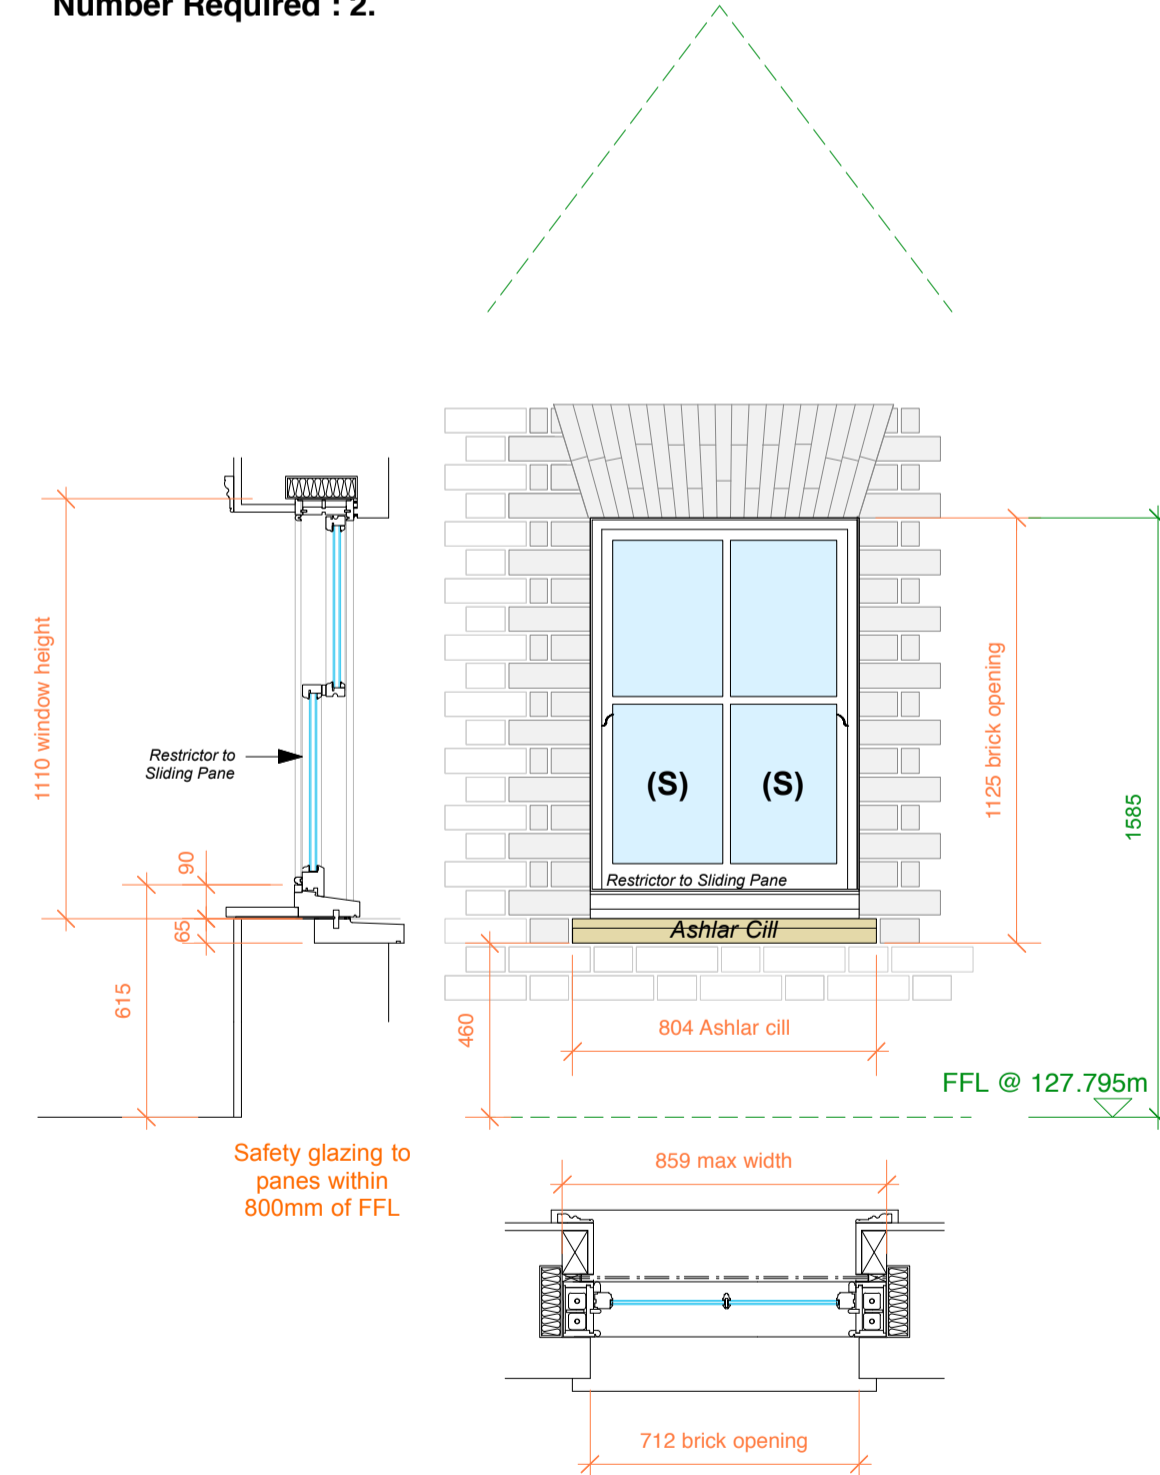 Number Required : 2.
1110 window height
Restrictor to
Sliding Pane
90
65
615
(S) (S)
Restrictor to Sliding Pane
Ashlar Cill
1125 brick opening
1585
460
804 Ashlar cill
FFL @ 127.795m
Safety glazing to
panes within
800mm of FFL
859 max width
712 brick opening